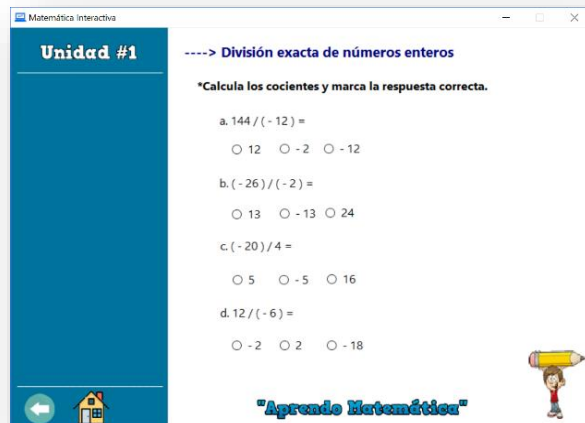 Matemática Interactiva
Unidad #1
----> División exacta de números enteros
*Calcula los cocientes y marca la respuesta correcta.
a. 144 / ( - 12 ) =
12 - 2 - 12
b. ( - 26 ) / ( - 2 ) =
13 - 13 24
c. ( - 20 ) / 4 =
5 - 5 16
d. 12 / ( - 6 ) =
- 2 2 - 18
"Aprendo Matemática"